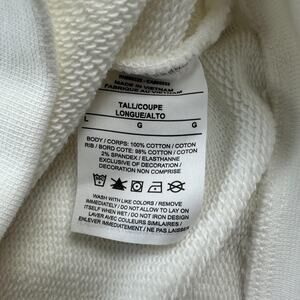 MADE IN VIETNAM
FABRIQUÉ AU VIETNAM
TALL/COUPE
LONGUE/ALTO
L G G
BODY / CORPS: 100% COTTON / COTON
RIB / BORD COTE: 98% COTTON / COTON
2% SPANDEX / ELASTHANNE
EXCLUSIVE OF DECORATION /
DECORATION NON COMPRISE
WASH WITH LIKE COLORS / REMOVE
IMMEDIATELY / DO NOT ALLOW TO LAY ON
ITSELF WHEN WET / DO NOT IRON DESIGN
LAVER AVEC COULEURS SIMILAIRES /
ENLEVER IMMEDIATEMENT / NE PAS LAISSER